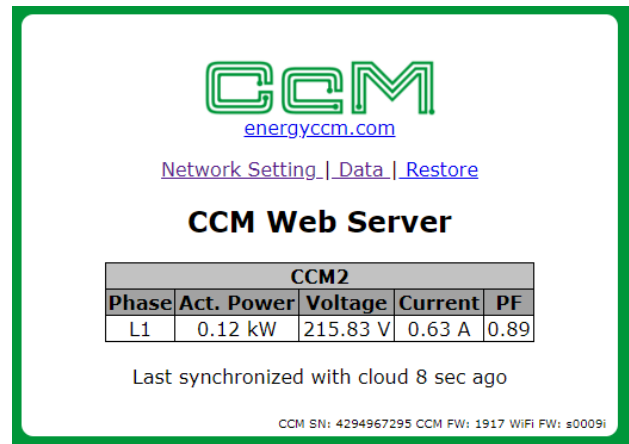 CCM
energyccm.com
Network Setting | Data | Restore
CCM Web Server
CCM2
Phase Act. Power Voltage Current PF
L1 0.12 kW 215.83 V 0.63 A 0.89
Last synchronized with cloud 8 sec ago
CCM SN: 4294967295 CCM FW: 1917 WiFi FW: s0009i